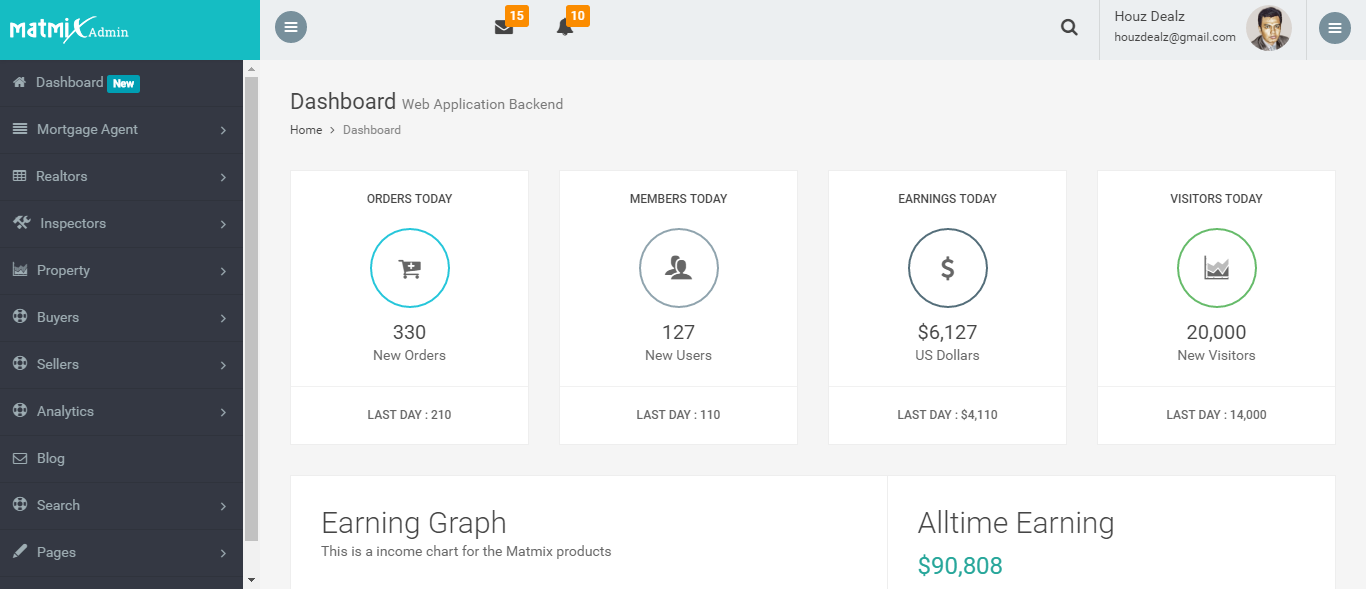 matmix Admin
15
10
Houz Dealz
houzdealz@gmail.com
Dashboard New
Mortgage Agent
Realtors
Inspectors
Property
Buyers
Sellers
Analytics
Blog
Search
Pages
Dashboard Web Application Backend
Home > Dashboard
ORDERS TODAY
330
New Orders
LAST DAY : 210
MEMBERS TODAY
127
New Users
LAST DAY : 110
EARNINGS TODAY
$
$6,127
US Dollars
LAST DAY : $4,110
VISITORS TODAY
20,000
New Visitors
LAST DAY : 14,000
Earning Graph
This is a income chart for the Matmix products
Alltime Earning
$90,808